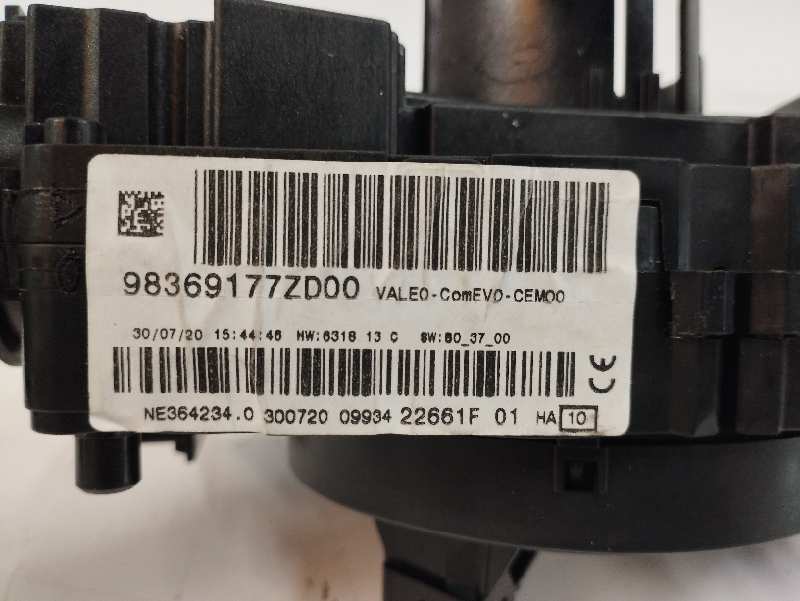 98369177ZD00 VALEO-ComEVO-CEM00
30/07/20 15:44:46 HW:6318 13 C SW:80_37_00
CE
NE364234.0 300720 09934 22661F 01 HA 10